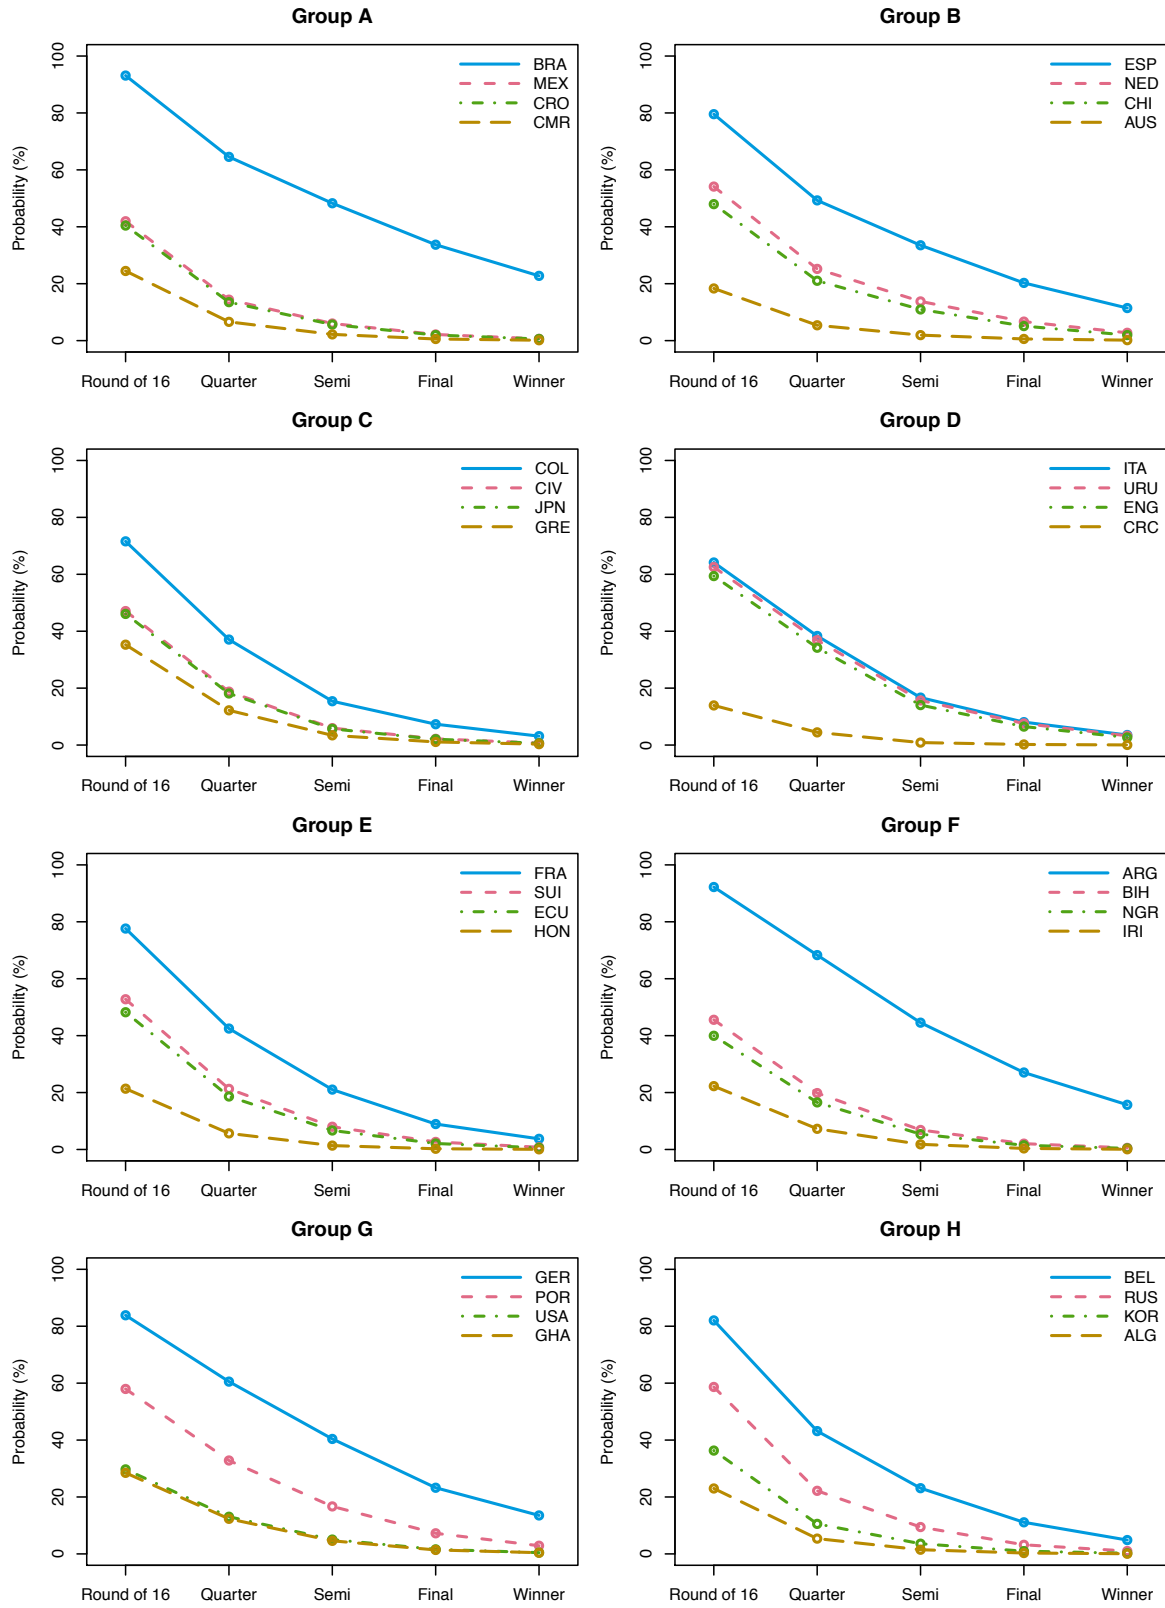 Group A
Probability (%)
100
80
60
40
20
0
BRA
MEX
CRO
CMR
Round of 16 Quarter Semi Final Winner
Group B
Probability (%)
100
80
60
40
20
0
ESP
NED
CHI
AUS
Round of 16 Quarter Semi Final Winner
Group C
Probability (%)
100
80
60
40
20
0
COL
CIV
JPN
GRE
Round of 16 Quarter Semi Final Winner
Group D
Probability (%)
100
80
60
40
20
0
ITA
URU
ENG
CRC
Round of 16 Quarter Semi Final Winner
Group E
Probability (%)
100
80
60
40
20
0
FRA
SUI
ECU
HON
Round of 16 Quarter Semi Final Winner
Group F
Probability (%)
100
80
60
40
20
0
ARG
BIH
NGR
IRI
Round of 16 Quarter Semi Final Winner
Group G
Probability (%)
100
80
60
40
20
0
GER
POR
USA
GHA
Round of 16 Quarter Semi Final Winner
Group H
Probability (%)
100
80
60
40
20
0
BEL
RUS
KOR
ALG
Round of 16 Quarter Semi Final Winner